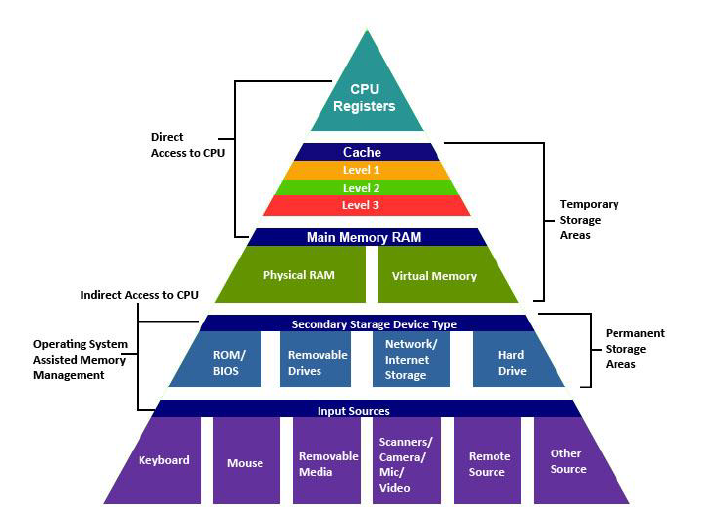 CPU
Registers
Direct
Access to CPU
Cache
Level 1
Level 2
Level 3
Temporary
Storage
Areas
Main Memory RAM
Physical RAM
Virtual Memory
Indirect Access to CPU
Secondary Starage Device Type
Operating System
Assisted Memory
Management
ROM/
BIOS
Removable
Drives
Network/
Internet
Storage
Hard
Drive
Permanent
Storage
Areas
Input Sources
Keyboard
Mouse
Removable
Media
Scanners/
Camera/
Mic/
Video
Remote
Source
Other
Source